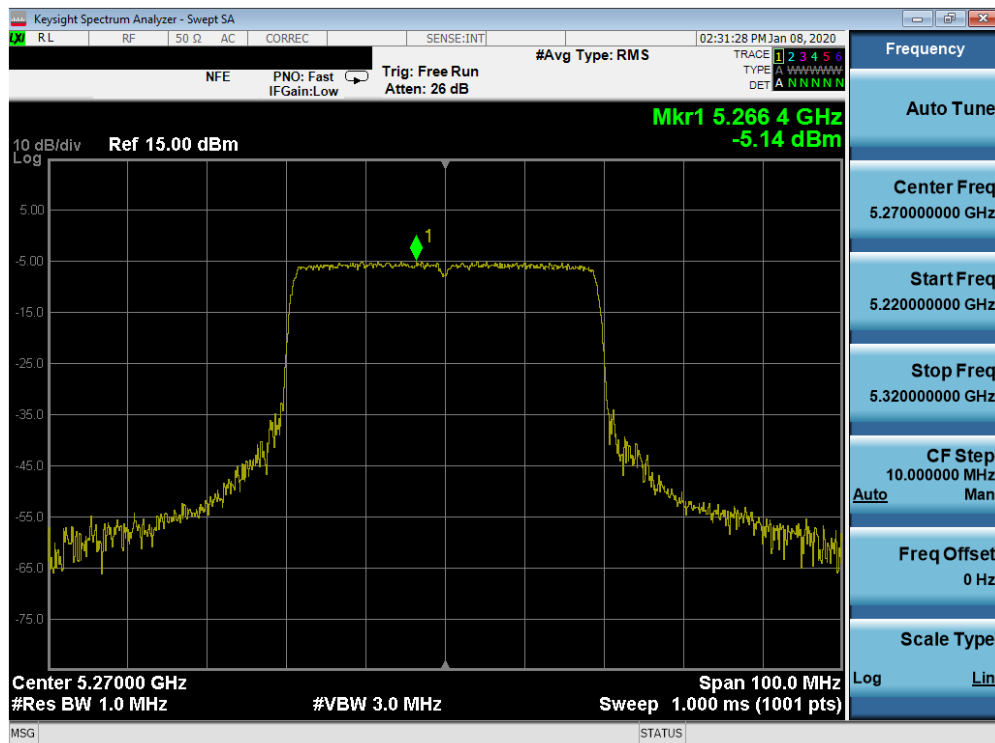 Keysight Spectrum Analyzer - Swept SA
LXI RL RF 50 Ω AC CORREC SENSE:INT 02:31:28 PM Jan 08, 2020
#Avg Type: RMS
TRACE 1 2 3 4 5 6
TYPE A WWWWW
DET A N N N N N
NFE PNO: Fast Trig: Free Run
IFGain:Low Atten: 26 dB
Mkr1 5.266 4 GHz
-5.14 dBm
10 dB/div Ref 15.00 dBm
Log
5.00
1
-5.00
-15.0
-25.0
-35.0
-45.0
-55.0
-65.0
-75.0
Center 5.27000 GHz Span 100.0 MHz
#Res BW 1.0 MHz #VBW 3.0 MHz Sweep 1.000 ms (1001 pts)
MSG STATUS
Frequency
Auto Tune
Center Freq
5.270000000 GHz
Start Freq
5.220000000 GHz
Stop Freq
5.320000000 GHz
CF Step
10.000000 MHz
Auto Man
Freq Offset
0 Hz
Scale Type
Log Lin